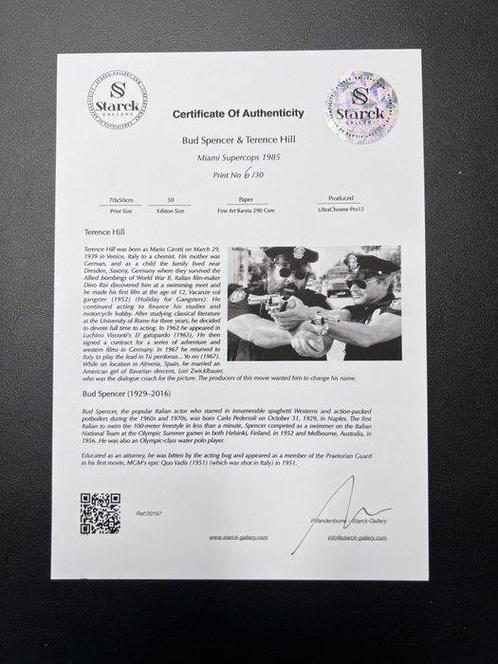 Starck
GALLERY
Starck
GALLERY
Certificate Of Authenticity
Bud Spencer & Terence Hill
Miami Supercops 1985
Print No 6/30
70x50cm 30 Paper Produced
Print Size Edition Size Fine Art Baryta 290 Gsm UltraChrome Pro12
Terence Hill
Terence Hill was born as Mario Girotti on March 29,
1939 in Venice, Italy to a chemist. His mother was
German, and as a child the family lived near
Dresden, Saxony, Germany where they survived the
Allied bombings of World War II. Italian film-maker
Dino Risi discovered him at a swimming meet and
he made his first film at the age of 12, Vacanze col
gangster (1952) (Holiday for Gangsters). He
continued acting to finance his studies and
motorcycle hobby. After studying classical literature
at the University of Rome for three years, he decided
to devote full time to acting. In 1962 he appeared in
Luchino Visconti's El gatopardo (1963), He then
signed a contract for a series of adventure and
western films in Germany. In 1967 he returned to
Italy to play the lead in Tú perdonas... Yo no (1967).
While on location in Almeria, Spain, he married an
American girl of Bavarian descent, Lori Zwicklbauer,
who was the dialogue coach for the picture. The producers of this movie wanted him to change his name.
Bud Spencer (1929–2016)
Bud Spencer, the popular Italian actor who starred in innumerable spaghetti Westerns and action-packed
potboilers during the 1960s and 1970s, was born Carlo Pedersoli on October 31, 1929, in Naples. The first
Italian to swim the 100-meter freestyle in less than a minute, Spencer competed as a swimmer on the Italian
National Team at the Olympic Summer games in both Helsinki, Finland, in 1952 and Melbourne, Australia, in
1956. He was also an Olympic-class water polo player.
Educated as an attorney, he was bitten by the acting bug and appeared as a member of the Praetorian Guard
in his first movie, MGM's epic Quo Vadis (1951) (which was shot in Italy) in 1951.
Ref:20197
P.Vandenborre - Starck-Gallery
www.starck-gallery.com
info@starck-gallery.com